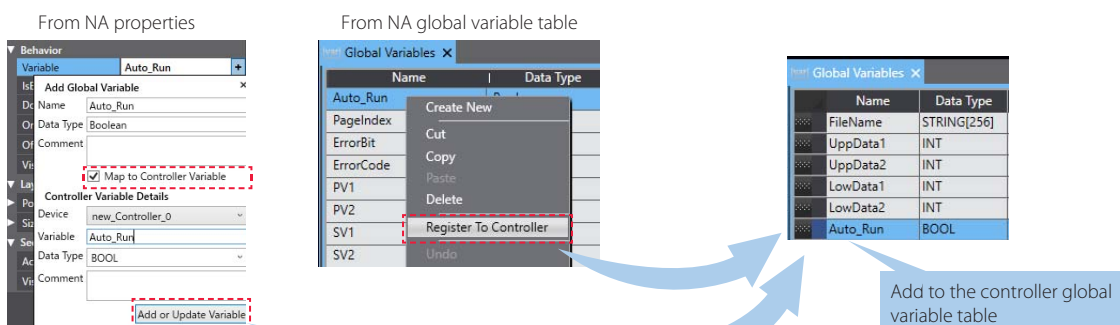 From NA properties
Behavior
Variable Auto_Run +
Add Global Variable ×
Name Auto_Run
Data Type Boolean
Comment
Map to Controller Variable
Controller Variable Details
Device new_Controller_0
Variable Auto_Run
Data Type BOOL
Comment
Add or Update Variable
From NA global variable table
Global Variables X
Name Data Type
Auto_Run
PageIndex
ErrorBit
ErrorCode
PV1
PV2
SV1
SV2
Create New
Cut
Copy
Paste
Delete
Register To Controller
Undo
Global Variables X
Name Data Type
FileName STRING[256]
UppData1 INT
UppData2 INT
LowData1 INT
LowData2 INT
Auto_Run BOOL
Add to the controller global
variable table